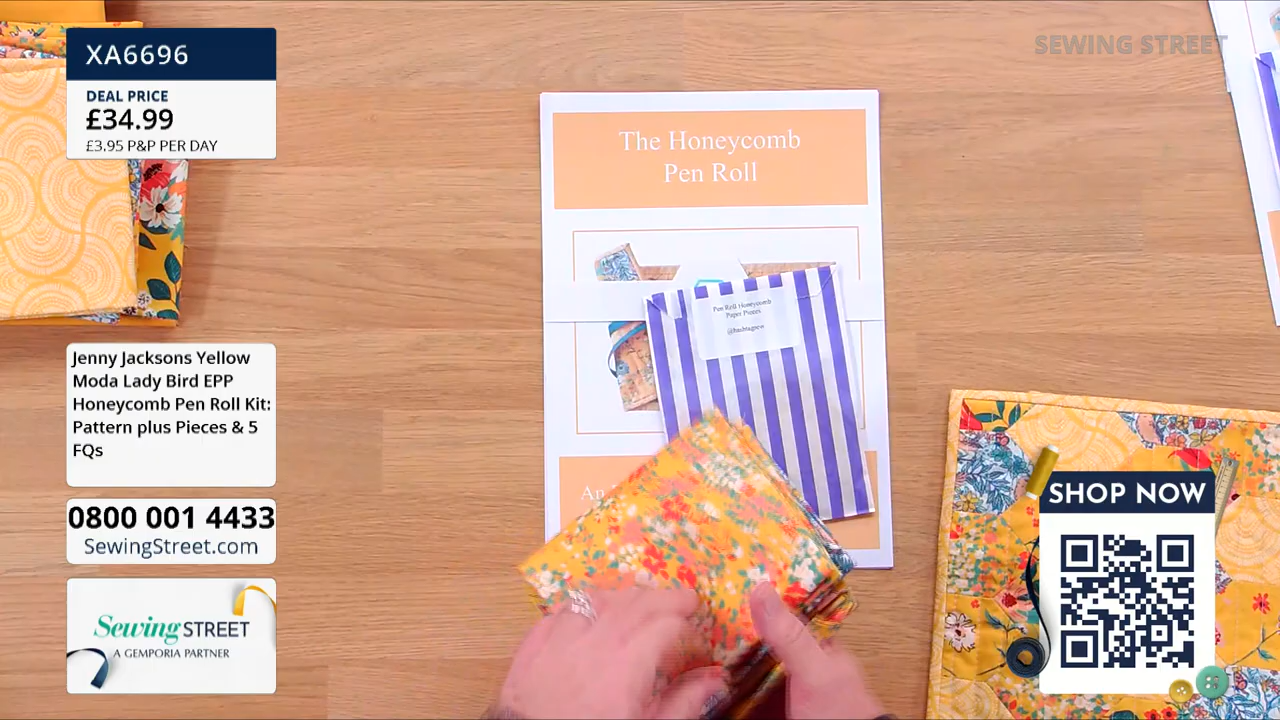 XA6696
DEAL PRICE
£34.99
£3.95 P&P PER DAY
SEWING STREET
The Honeycomb
Pen Roll
Pen Roll Honeycomb
Paper Pieces
Jenny Jacksons Yellow
Moda Lady Bird EPP
Honeycomb Pen Roll Kit:
Pattern plus Pieces & 5
FQs
0800 001 4433
SewingStreet.com
Sewing STREET
A GEMPORIA PARTNER
SHOP NOW